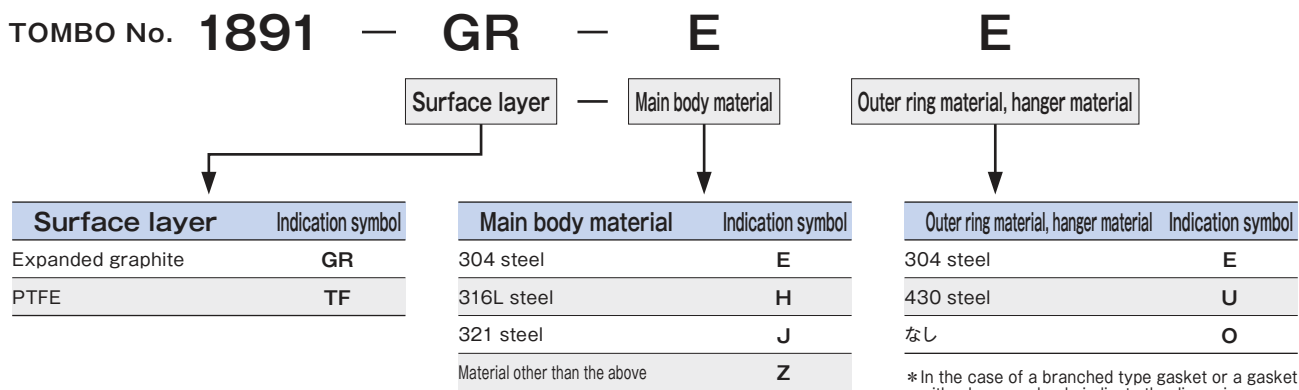 TOMBO No. 1891 — GR — E E
Surface layer — Main body material Outer ring material, hanger material
Surface layer Indication symbol
Expanded graphite GR
PTFE TF
Main body material Indication symbol
304 steel E
316L steel H
321 steel J
Material other than the above Z
Outer ring material, hanger material Indication symbol
304 steel E
430 steel U
なし O
*In the case of a branched type gasket or a gasket